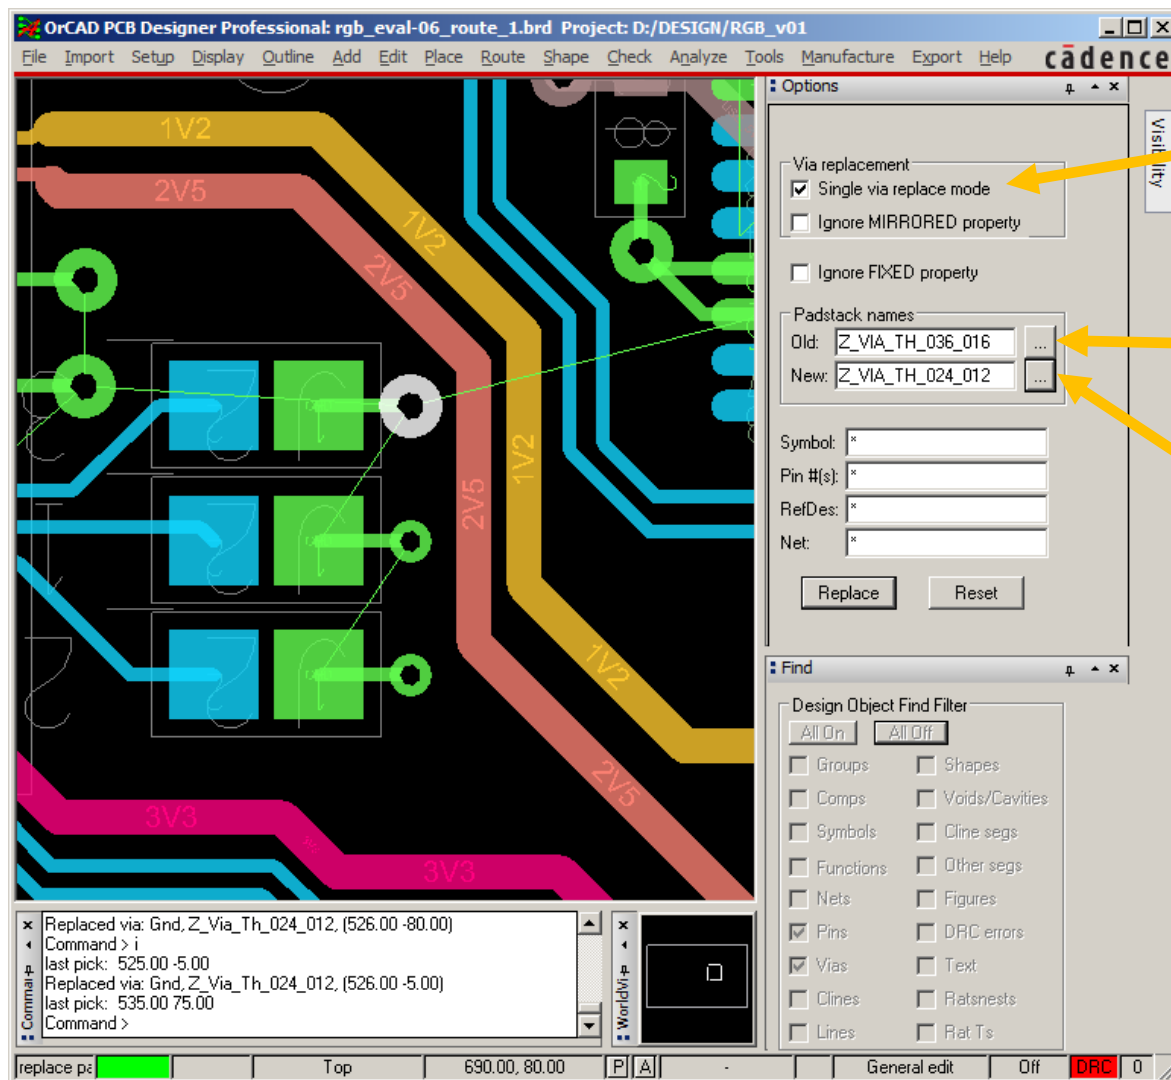 OrCAD PCB Designer Professional: rgb_eval-06_route_1.brd Project: D:/DESIGN/RGB_v01
File Import Setup Display Outline Add Edit Place Route Shape Check Analyze Tools Manufacture Export Help cādence
Options
Visibility
Via replacement
Single via replace mode
Ignore MIRRORED property
Ignore FIXED property
Padstack names
Old: Z_VIA_TH_036_016 ...
New: Z_VIA_TH_024_012 ...
Symbol: *
Pin #(s): *
RefDes: *
Net: *
Replace Reset
1V2
2V5
1V2
2V5
1V2
2V5
1V2
2V5
3V3
3V3
Find
Design Object Find Filter
All On All Off
Groups Shapes
Comps Voids/Cavities
Symbols Cline segs
Functions Other segs
Nets Figures
Pins DRC errors
Vias Text
Clines Ratsnests
Lines Rat Ts
Replaced via: Gnd, Z_Via_Th_024_012, (526.00 -80.00)
Command > i
last pick: 525.00 -5.00
Replaced via: Gnd, Z_Via_Th_024_012, (526.00 -5.00)
last pick: 535.00 75.00
Command >
replace pa Top 690.00, 80.00 P A - General edit Off DRC 0